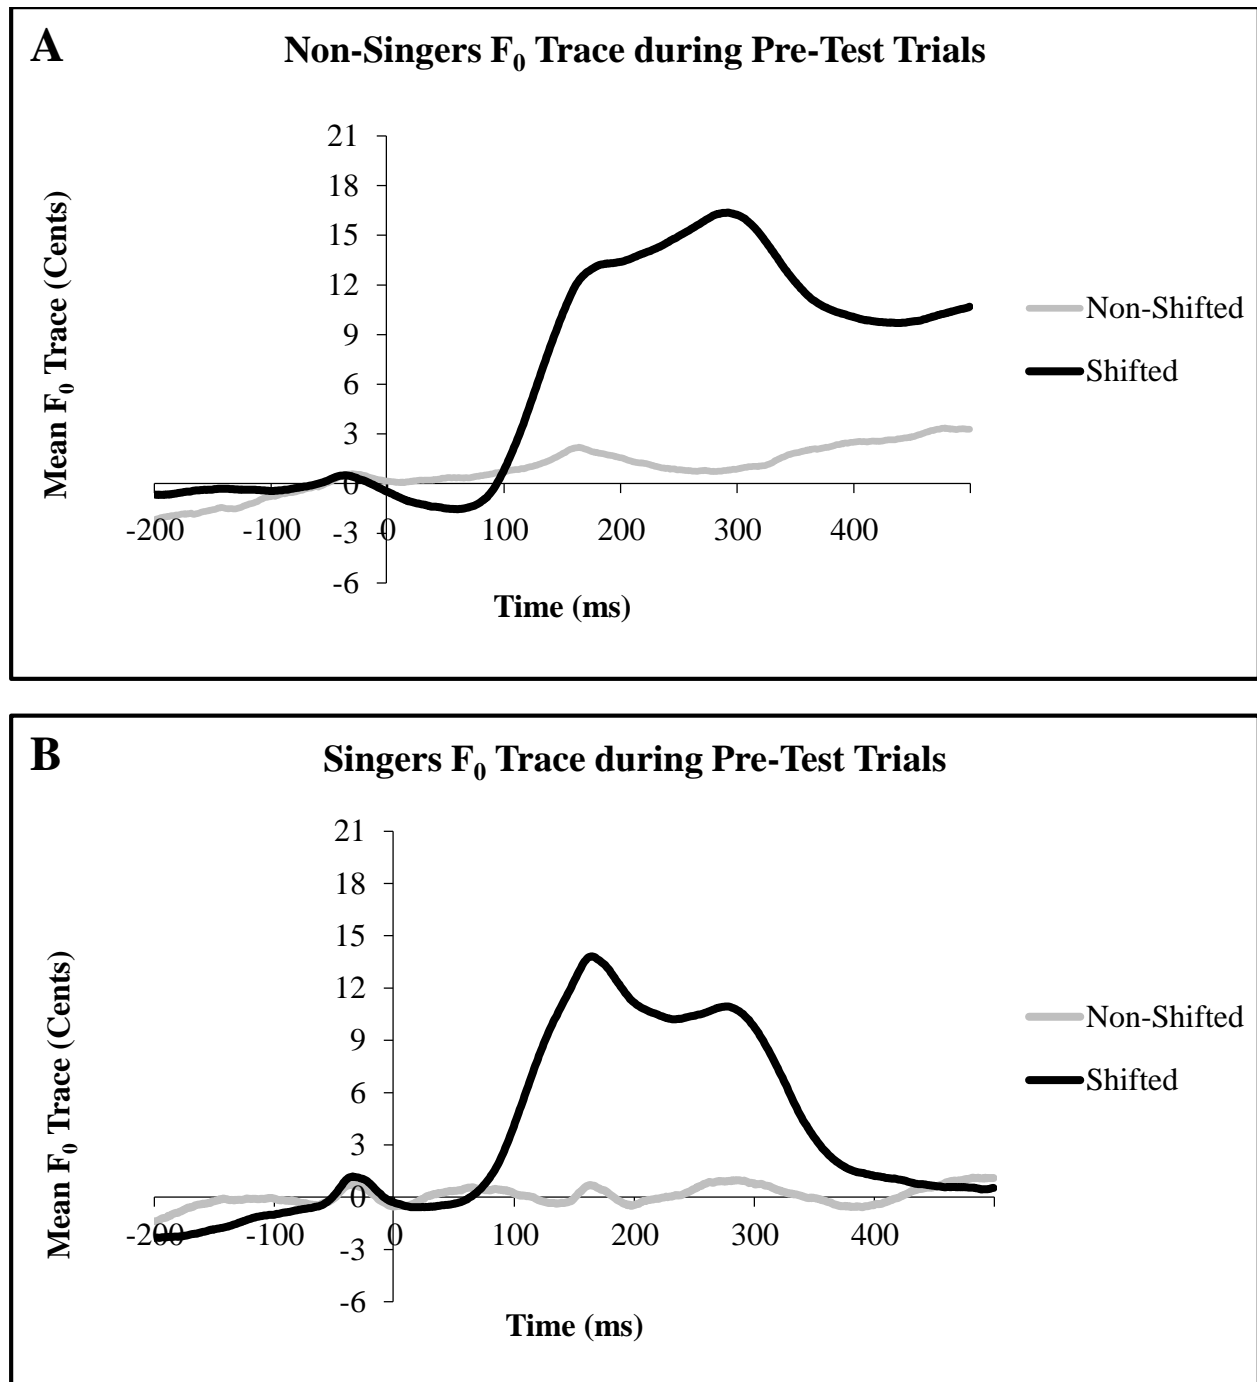 A
Non-Singers F0 Trace during Pre-Test Trials
Mean F0 Trace (Cents)
21
18
15
12
9
6
3
0
-3
-6
-200
-100
0
100
200
300
400
Time (ms)
Non-Shifted
Shifted
B
Singers F0 Trace during Pre-Test Trials
Mean F0 Trace (Cents)
21
18
15
12
9
6
3
0
-3
-6
-200
-100
0
100
200
300
400
Time (ms)
Non-Shifted
Shifted